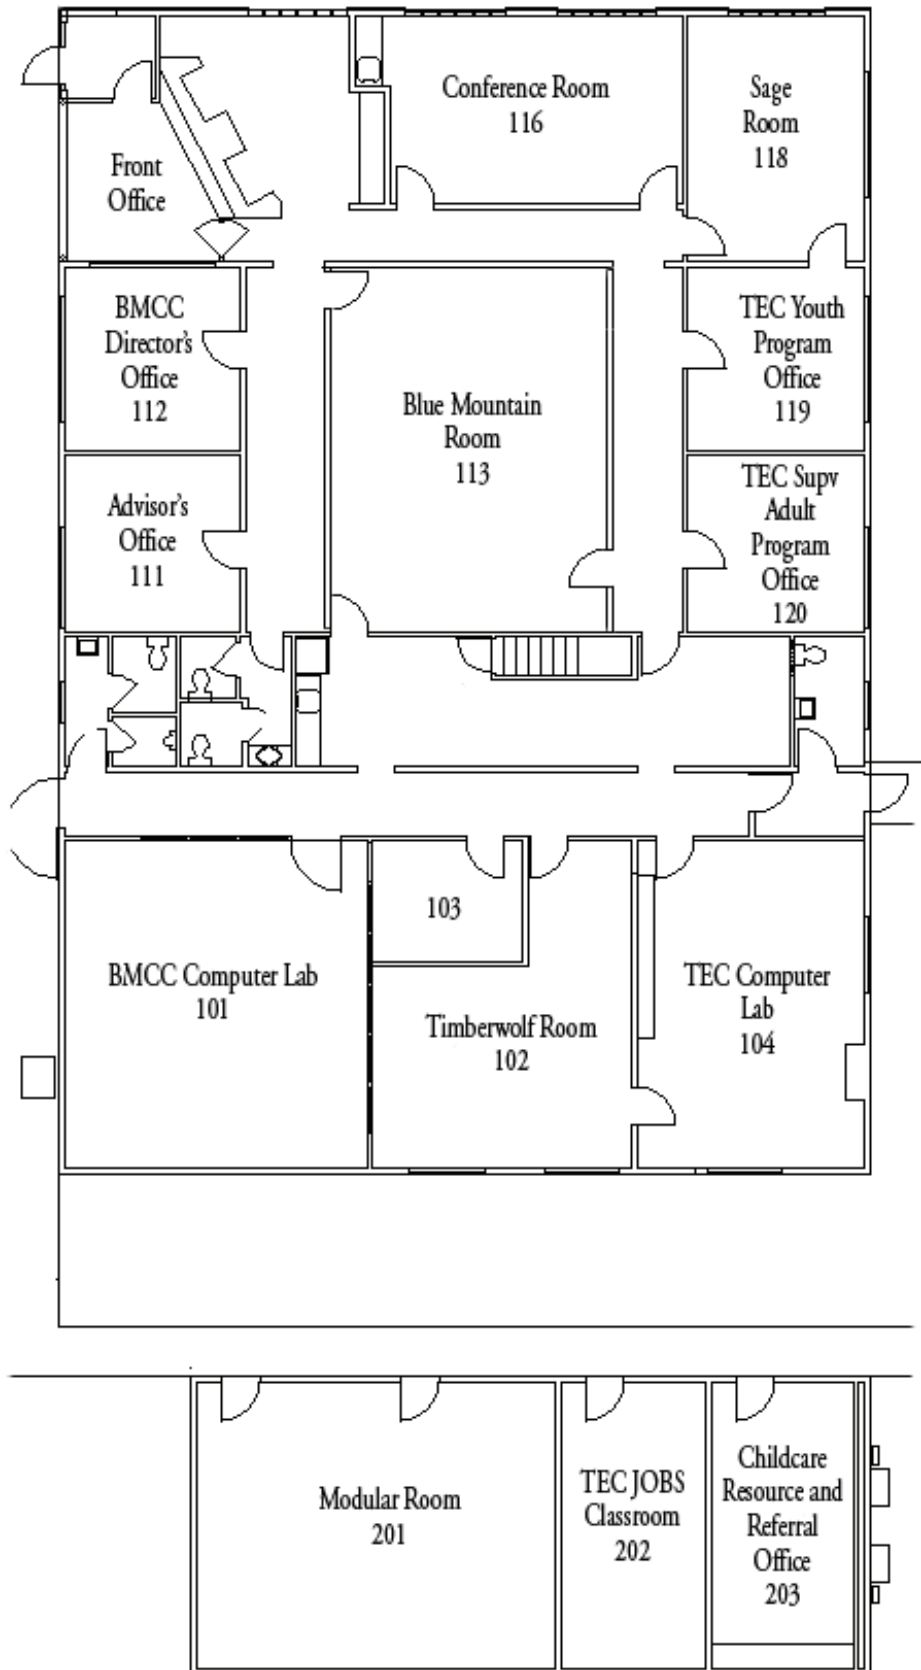 Conference Room
116
Sage
Room
118
Front
Office
BMCC
Director's
Office
112
Blue Mountain
Room
113
TEC Youth
Program
Office
119
Advisor's
Office
111
TEC Supv
Adult
Program
Office
120
103
BMCC Computer Lab
101
Timberwolf Room
102
TEC Computer
Lab
104
Modular Room
201
TEC JOBS
Classroom
202
Childcare
Resource and
Referral
Office
203